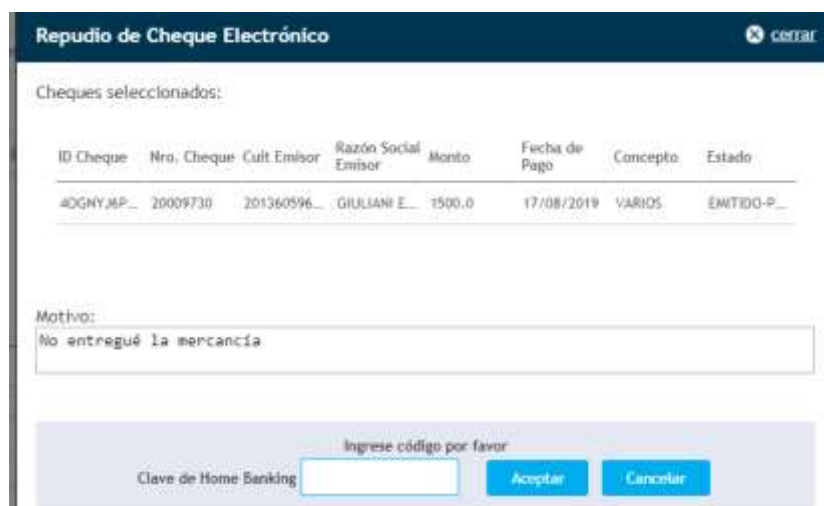 Repudio de Cheque Electrónico
cerrar
Cheques seleccionados:
ID Cheque Nro. Cheque Cuit Emisor Razón Social Emisor Monto Fecha de Pago Concepto Estado
4OGNYJ6P... 20009730 201360596... GIULIANI E... 1500.0 17/08/2019 VARIOS EMITIDO-P...
Motivo:
No entregué la mercancía
Ingrese código por favor
Clave de Home Banking Aceptar Cancelar